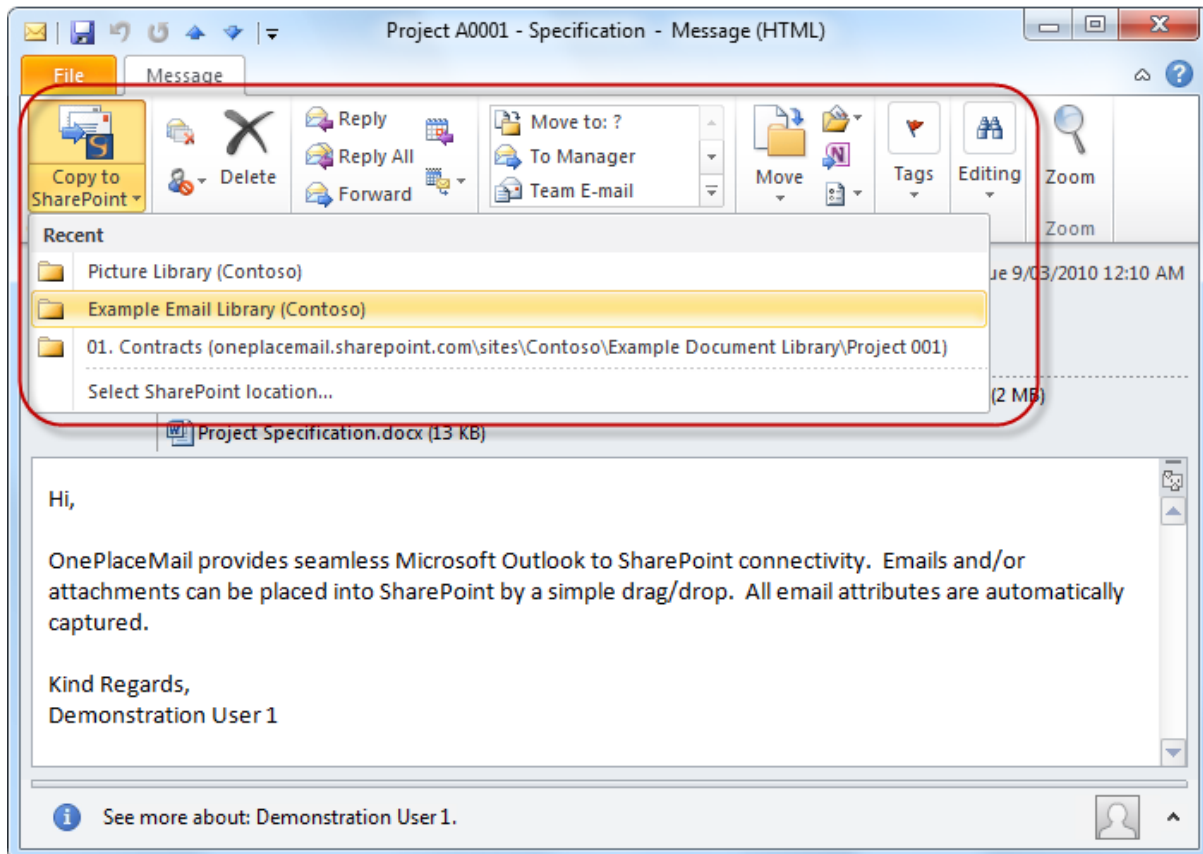 Project A0001 - Specification - Message (HTML)
File
Message
Copy to
SharePoint
Delete
Reply
Reply All
Forward
Move to: ?
To Manager
Team E-mail
Move
Tags
Editing
Zoom
Zoom
Recent
Picture Library (Contoso)
Example Email Library (Contoso)
01. Contracts (oneplacemail.sharepoint.com\sites\Contoso\Example Document Library\Project 001)
Select SharePoint location...
9/03/2010 12:10 AM
(2 MB)
Project Specification.docx (13 KB)
Hi,
OnePlaceMail provides seamless Microsoft Outlook to SharePoint connectivity. Emails and/or
attachments can be placed into SharePoint by a simple drag/drop. All email attributes are automatically
captured.
Kind Regards,
Demonstration User 1
See more about: Demonstration User 1.